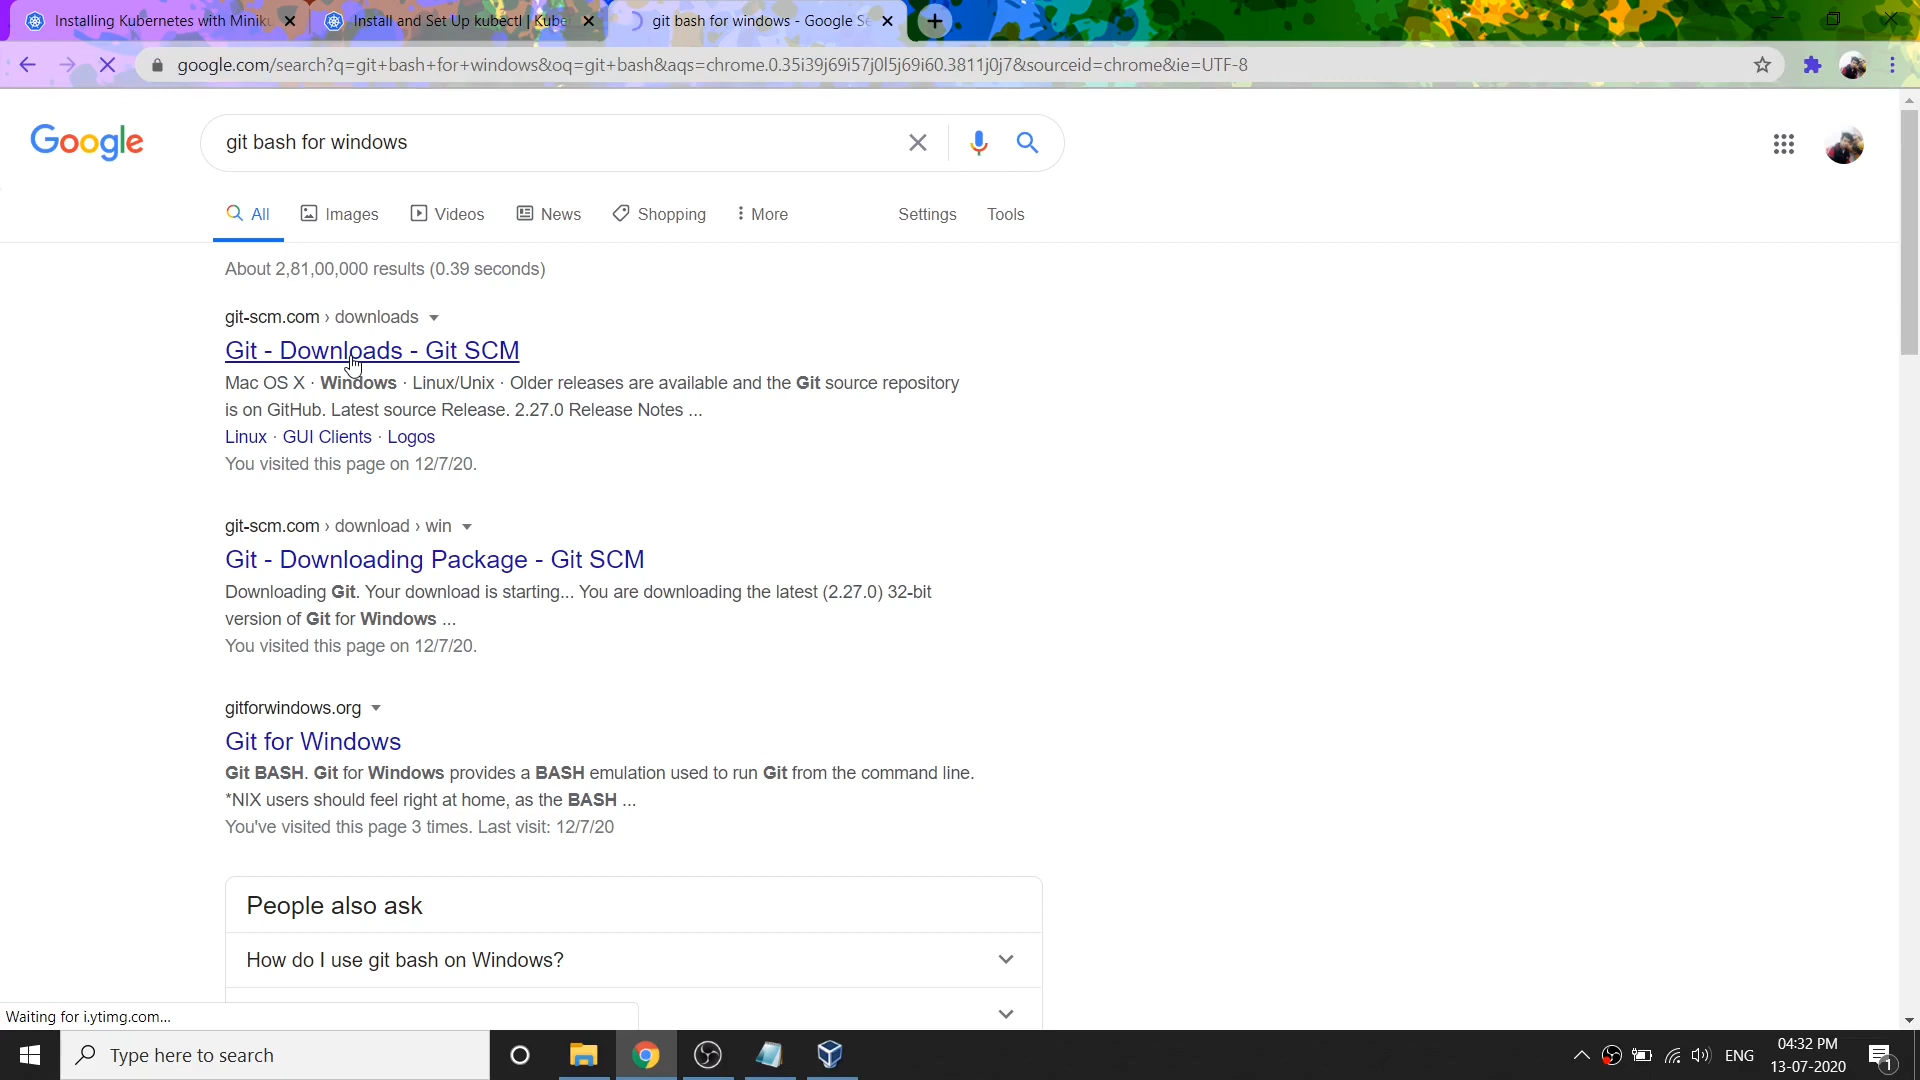 Installing Kubernetes with Miniku
Install and Set Up kubectl | Kube
git bash for windows - Google Se
google.com/search?q=git+bash+for+windows&oq=git+bash&aqs=chrome.0.35i39j69i57j0l5j69i60.3811j0j7&sourceid=chrome&ie=UTF-8
Google
git bash for windows
All
Images
Videos
News
Shopping
More
Settings
Tools
About 2,81,00,000 results (0.39 seconds)
git-scm.com › downloads
Git - Downloads - Git SCM
Mac OS X · Windows · Linux/Unix · Older releases are available and the Git source repository
is on GitHub. Latest source Release. 2.27.0 Release Notes ...
Linux · GUI Clients · Logos
You visited this page on 12/7/20.
git-scm.com › download › win
Git - Downloading Package - Git SCM
Downloading Git. Your download is starting... You are downloading the latest (2.27.0) 32-bit
version of Git for Windows ...
You visited this page on 12/7/20.
gitforwindows.org
Git for Windows
Git BASH. Git for Windows provides a BASH emulation used to run Git from the command line.
*NIX users should feel right at home, as the BASH ...
You've visited this page 3 times. Last visit: 12/7/20
People also ask
How do I use git bash on Windows?
Waiting for i.ytimg.com...
Type here to search
ENG
04:32 PM
13-07-2020
1